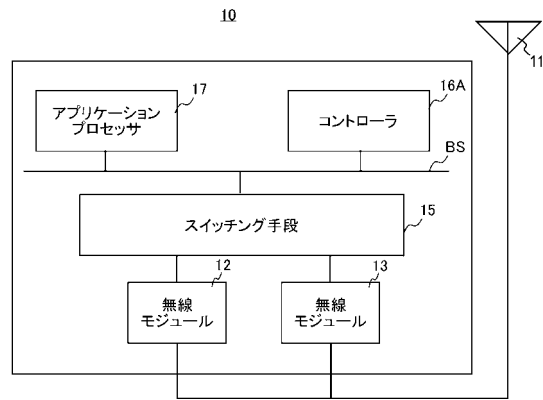 10
11
17
アプリケーション
プロセッサ
16A
コントローラ
BS
スイッチング手段
15
12
無線
モジュール
13
無線
モジュール